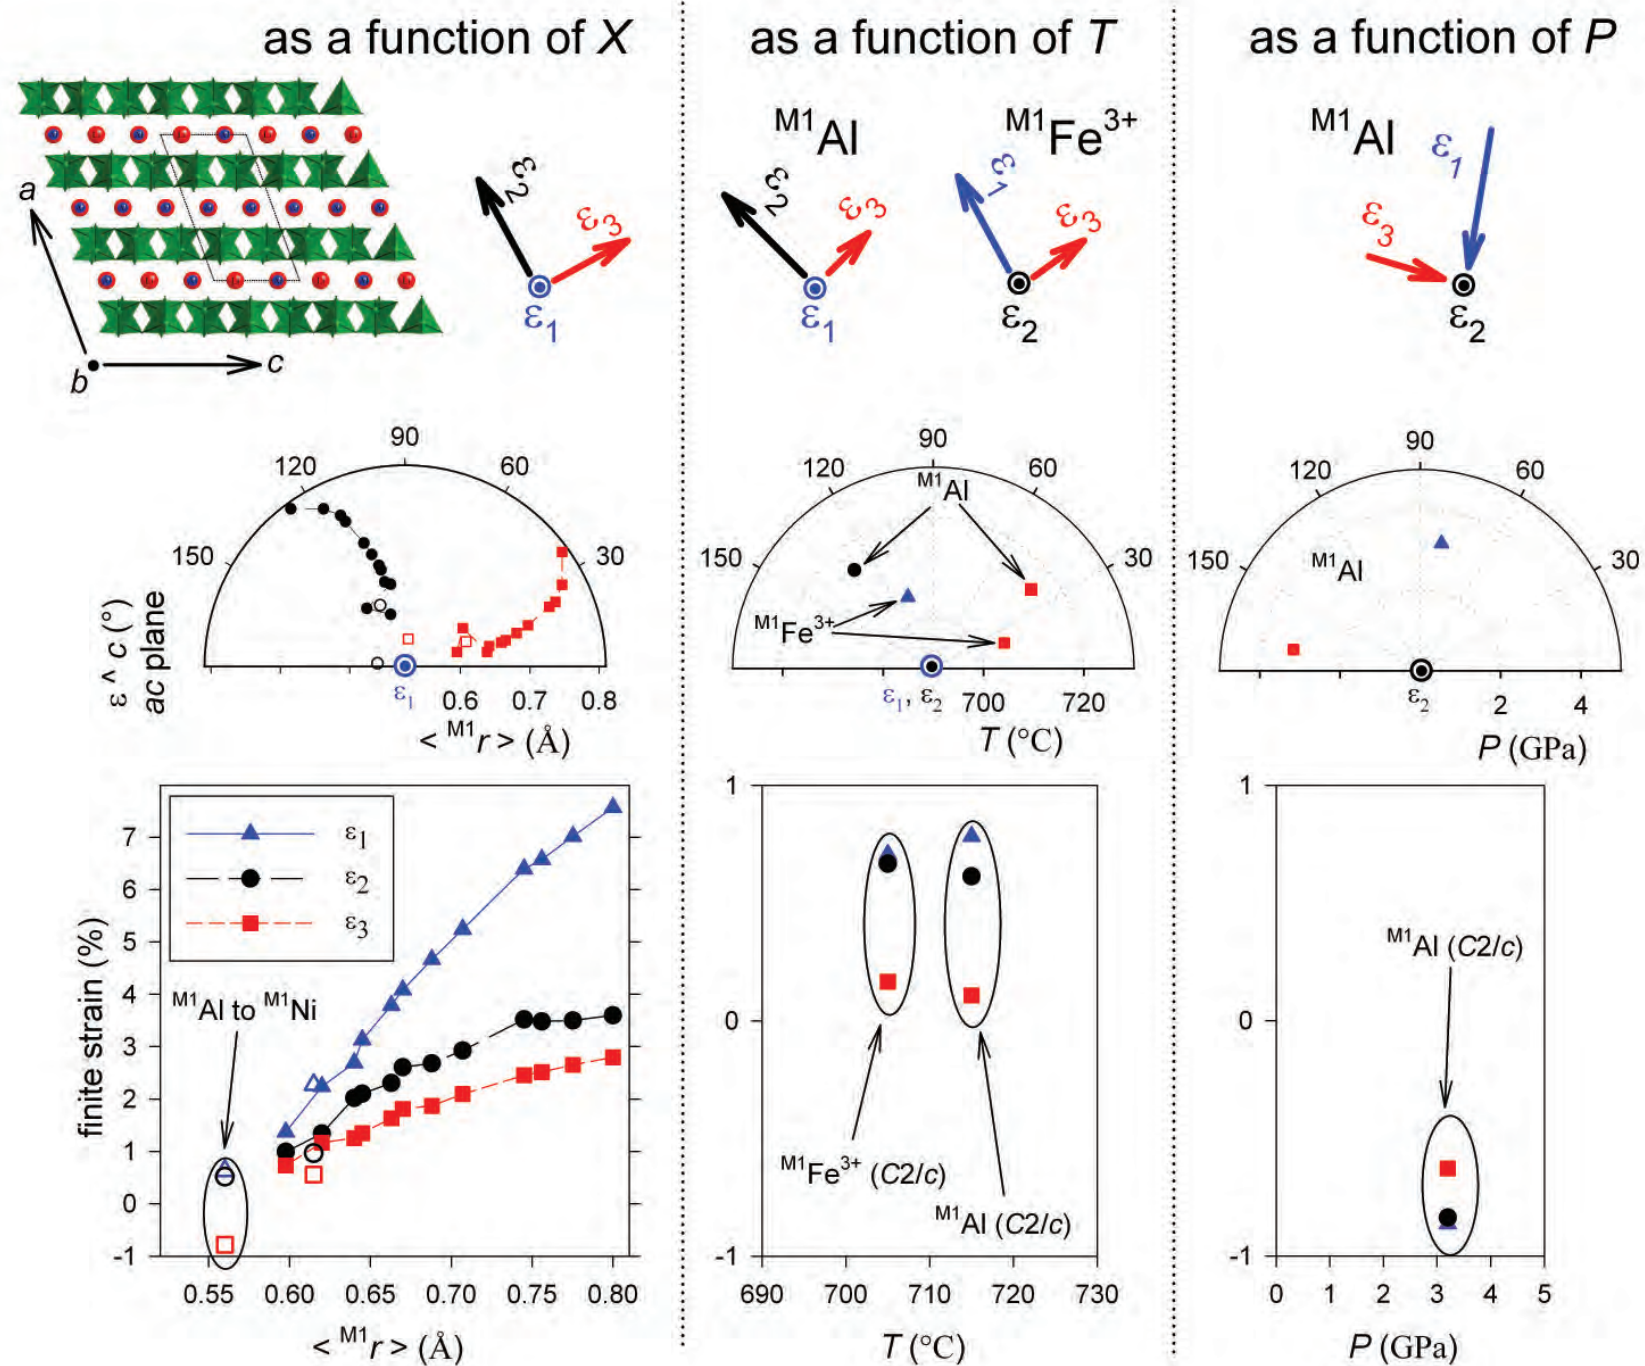 as a function of X
as a function of T
as a function of P
a
b
c
ε2
ε3
ε1
M1Al
ε2
ε3
ε1
M1Fe3+
ε1
ε3
ε2
M1Al
ε1
ε3
ε2
ε ^ c (°)
ac plane
150
120
90
60
30
ε1
0.6
0.7
0.8
< M1r > (Å)
150
120
90
60
30
M1Al
M1Fe3+
ε1, ε2
700
720
T (°C)
150
120
90
60
30
M1Al
ε2
2
4
P (GPa)
finite strain (%)
7
6
5
4
3
2
1
0
-1
ε1
ε2
ε3
M1Al to M1Ni
0.55
0.60
0.65
0.70
0.75
0.80
< M1r > (Å)
1
0
-1
M1Fe3+ (C2/c)
M1Al (C2/c)
690
700
710
720
730
T (°C)
1
0
-1
M1Al (C2/c)
0
1
2
3
4
5
P (GPa)